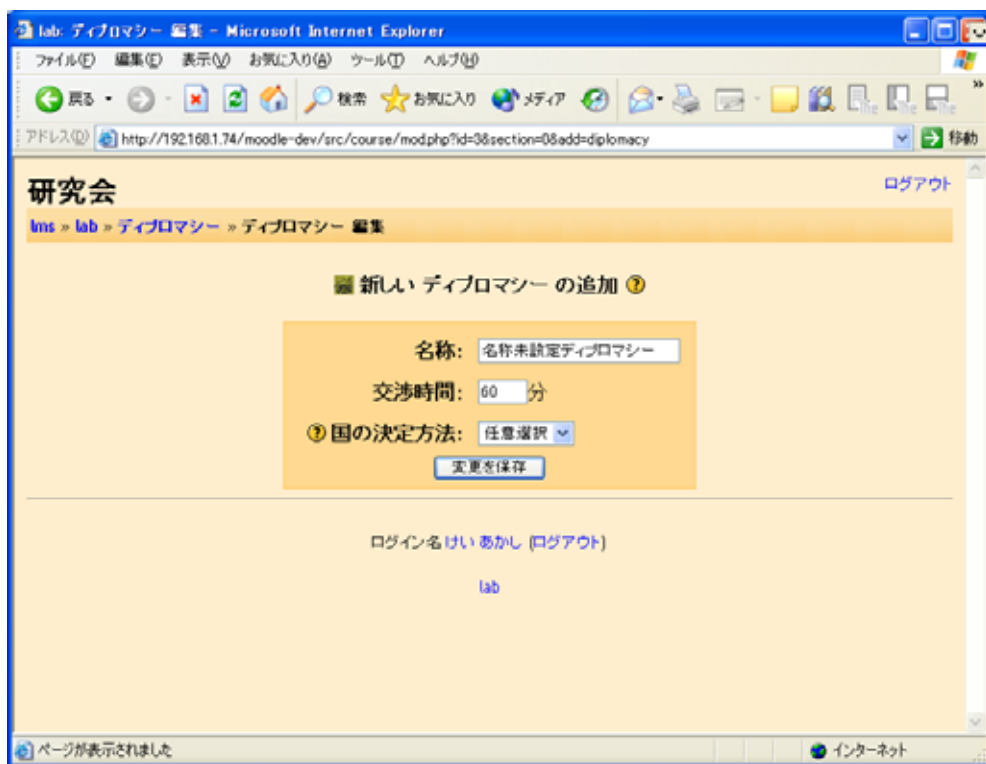 lab: ディブロマシー 編集 - Microsoft Internet Explorer
ファイル(F) 編集(E) 表示(V) お気に入り(A) ツール(T) ヘルプ(H)
戻る 検索 お気に入り メディア
アドレス(D) http://192.168.1.74/moodle-dev/src/course/mod.php?id=3&section=0&add=diplomacy 移動
研究会
ログアウト
lms » lab » ディブロマシー » ディブロマシー 編集
新しい ディブロマシー の追加
名称: 名称未設定ディプロマシー
交渉時間: 60 分
国の決定方法: 任意選択
変更を保存
ログイン名 けい あかし (ログアウト)
lab
ページが表示されました インターネット